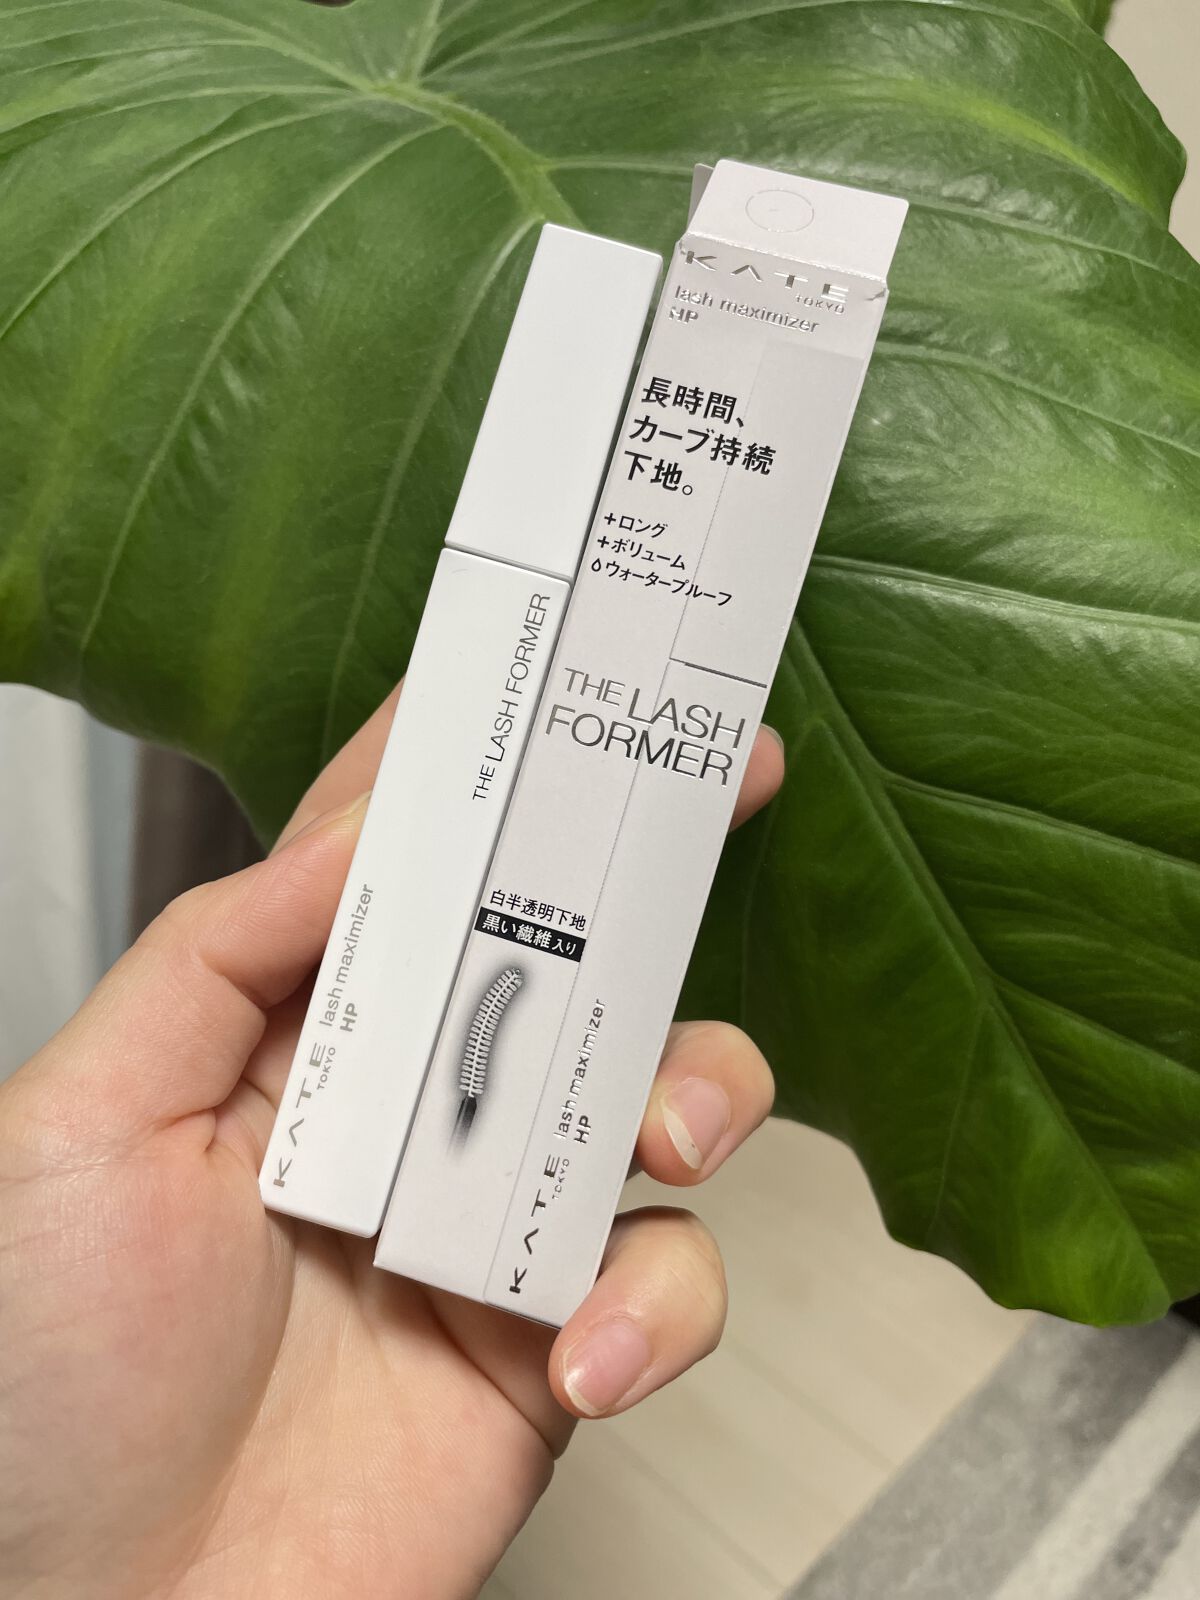 KATE
TOKYO
lash maximizer
HP
長時間、
カーブ持続
下地。
+ロング
+ボリューム
ウォータープルーフ
THE LASH
FORMER
白半透明下地
黒い繊維入り
KATE
TOKYO
lash maximizer
HP
THE LASH FORMER
KATE
TOKYO
lash maximizer
HP